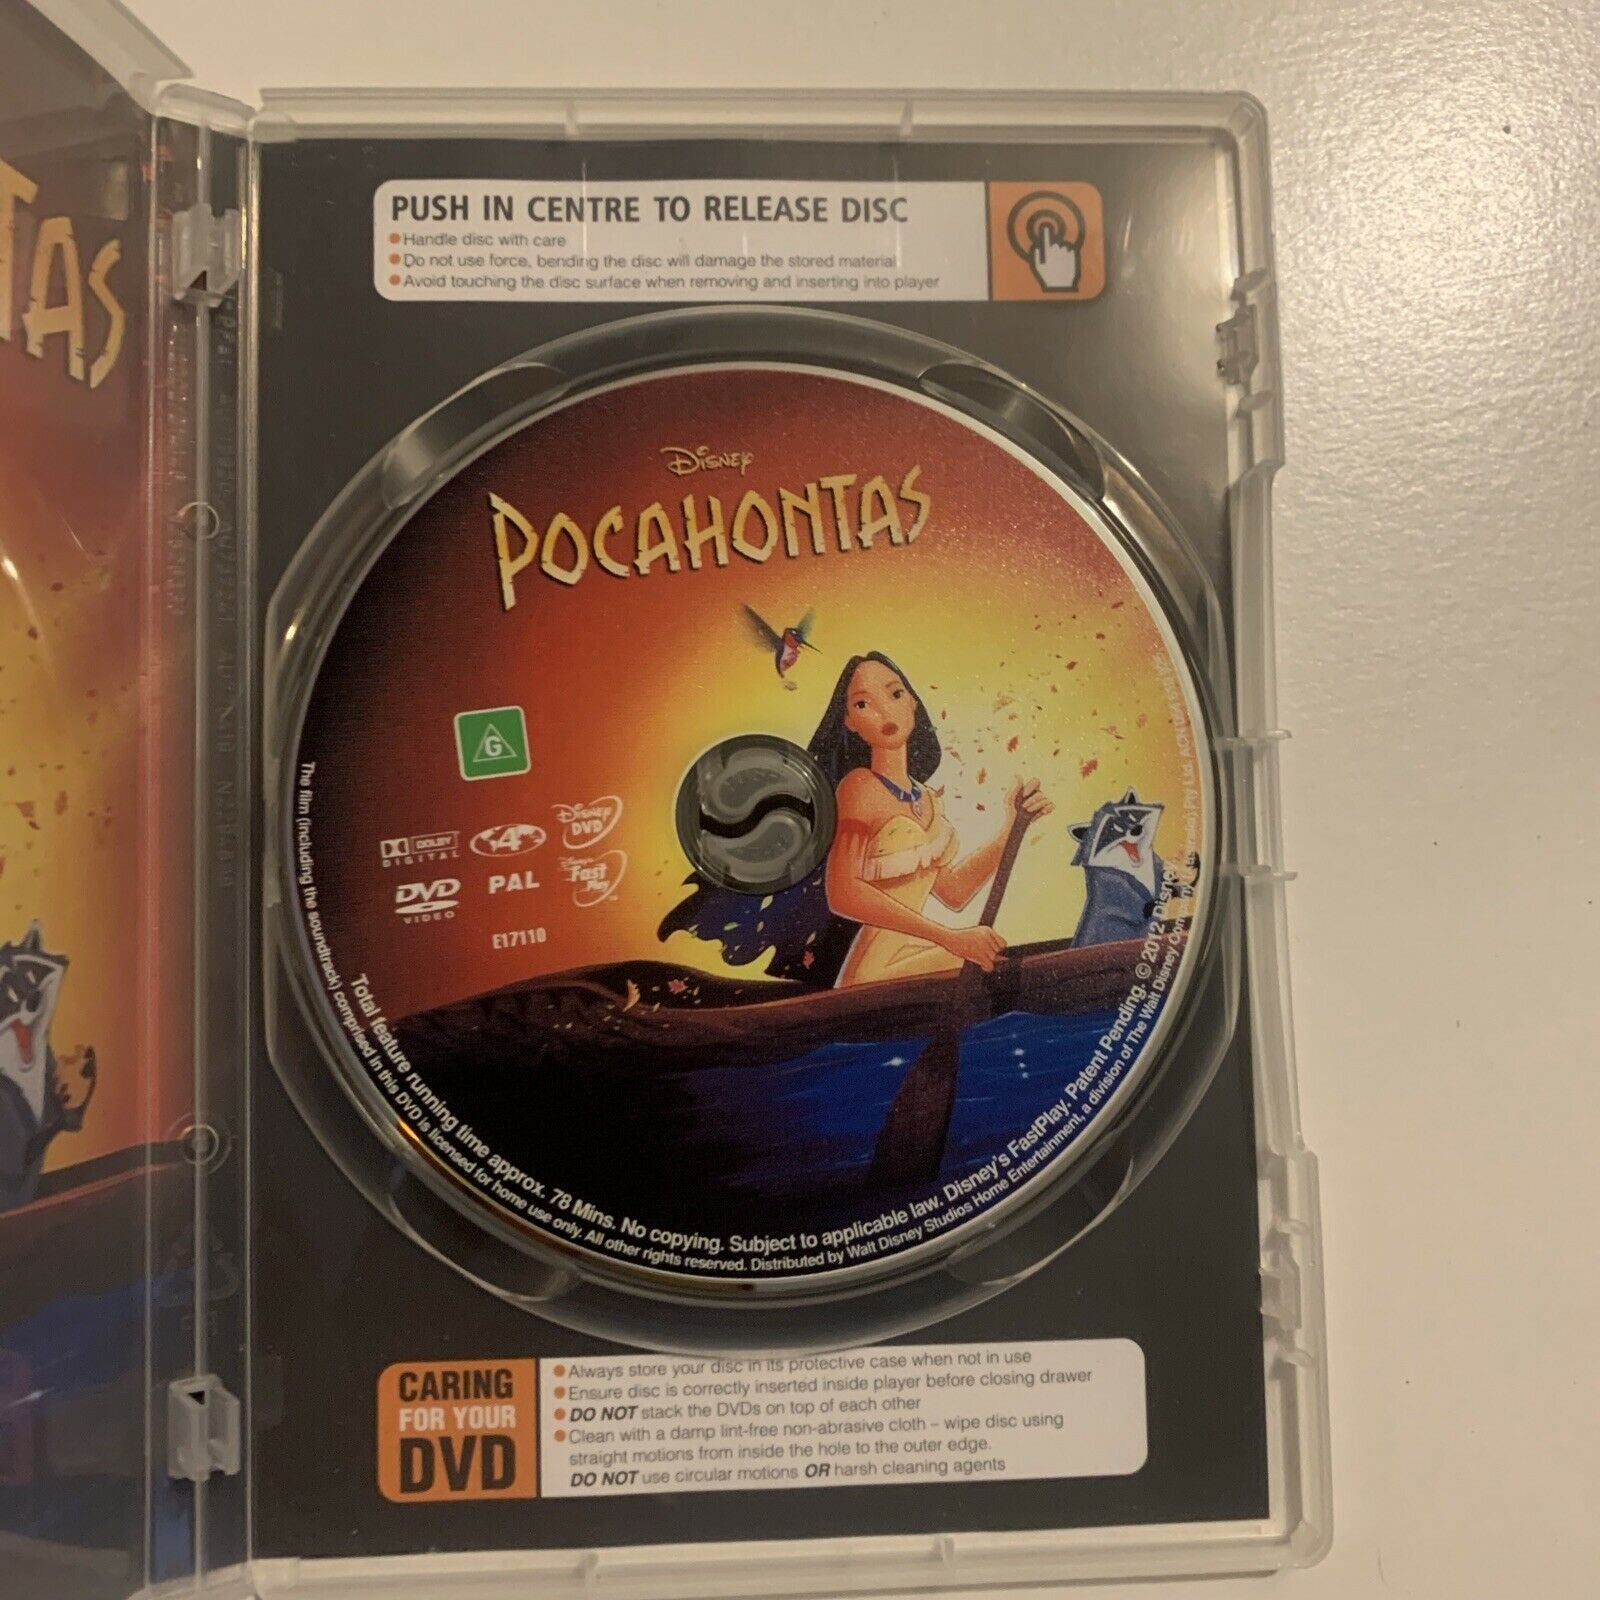 TAS
PUSH IN CENTRE TO RELEASE DISC
Handle disc with care
Do not use force, bending the disc will damage the stored material
Avoid touching the disc surface when removing and inserting into player
Disney
POCAHONTAS
G
DOLBY
DIGITAL
4
DISNEY
DVD
DVD
VIDEO
PAL
Disney's
Fast
Play
™
E17110
Total feature running time approx. 78 Mins. No copying. Subject to applicable law. Disney's FastPlay. Patent Pending. © 2012 Disney
The film (including the soundtrack) comprised in this DVD is licensed for home use only. All other rights reserved. Distributed by Walt Disney Studios Home Entertainment, a division of The Walt Disney Company (Australia) Pty Ltd.
CARING
FOR YOUR
DVD
Always store your disc in its protective case when not in use
Ensure disc is correctly inserted inside player before closing drawer
DO NOT stack the DVDs on top of each other
Clean with a damp lint-free non-abrasive cloth – wipe disc using
straight motions from inside the hole to the outer edge.
DO NOT use circular motions OR harsh cleaning agents